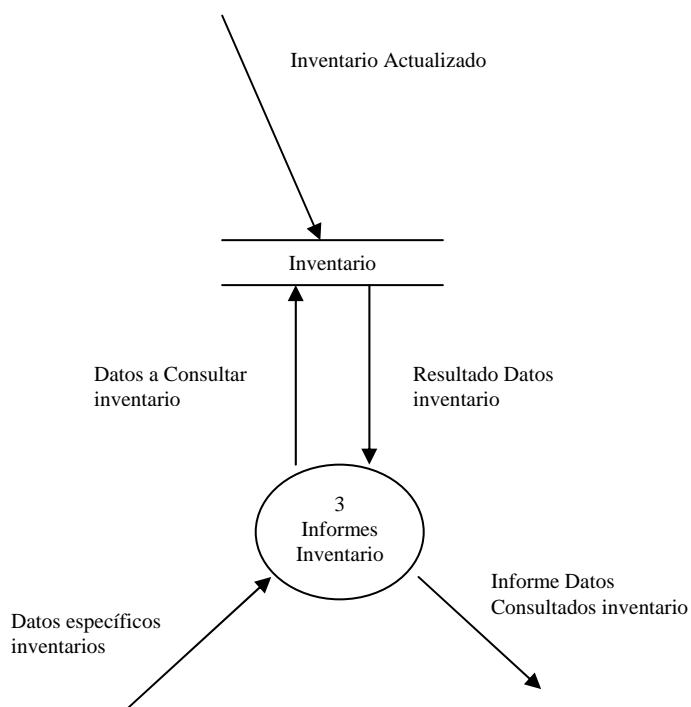 Inventario Actualizado
Inventario
Datos a Consultar
inventario
Resultado Datos
inventario
3
Informes
Inventario
Informe Datos
Consultados inventario
Datos específicos
inventarios